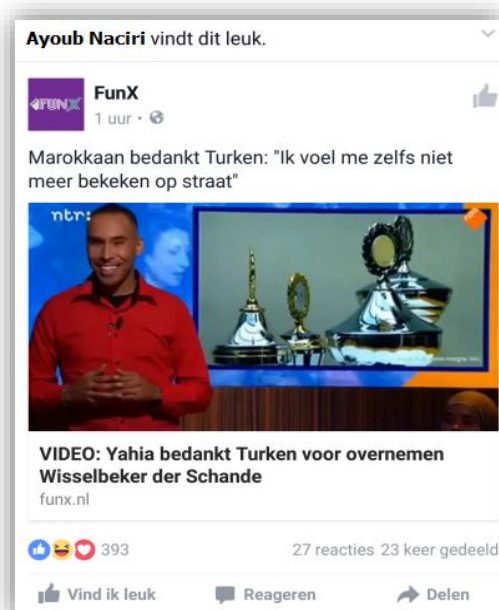 Ayoub Naciri vindt dit leuk.
FUNX
FunX
1 uur
Marokkaan bedankt Turken: "Ik voel me zelfs niet
meer bekeken op straat"
ntr:
VIDEO: Yahia bedankt Turken voor overnemen
Wisselbeker der Schande
funx.nl
393
27 reacties 23 keer gedeeld
Vind ik leuk
Reageren
Delen